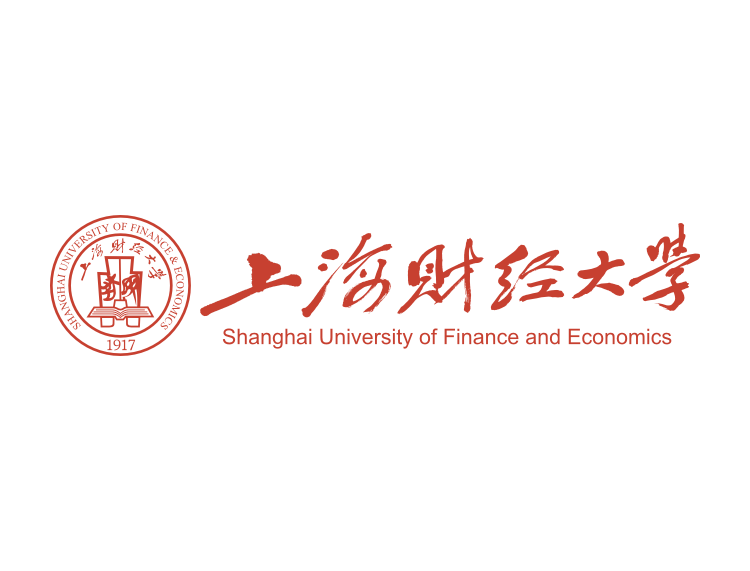 SHANGHAI UNIVERSITY OF FINANCE & ECONOMICS
上海财经大学
1917
上海财经大学
Shanghai University of Finance and Economics